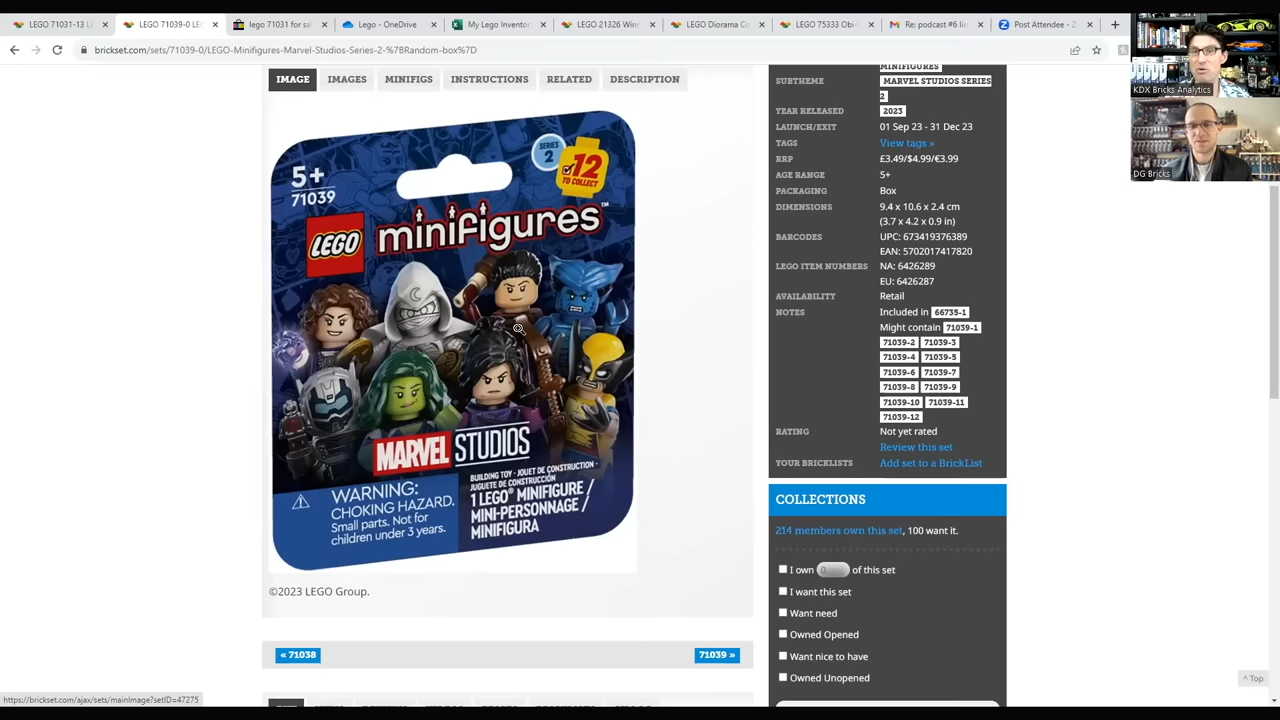 LEGO 71031-13 L
LEGO 71039-0 LEG
lego 71031 for sal
Lego - OneDrive
My Lego Inventor
LEGO 21326 Winn
LEGO Diorama Co
LEGO 75333 Obi-
Re: podcast #6 lin
Post Attendee - Z
brickset.com/sets/71039-0/LEGO-Minifigures-Marvel-Studios-Series-2-%7BRandom-box%7D
KDX Bricks Analytics
DG Bricks
IMAGE
IMAGES
MINIFIGS
INSTRUCTIONS
RELATED
DESCRIPTION
5+
71039
SERIES
2
12
TO COLLECT
LEGO minifigures™
MARVEL STUDIOS
WARNING:
CHOKING HAZARD.
Small parts. Not for
children under 3 years.
BUILDING TOY · JOUET DE CONSTRUCTION ·
JUGUETE DE CONSTRUCCIÓN
1 LEGO® MINIFIGURE /
MINI-PERSONNAGE /
MINIFIGURA
©2023 LEGO Group.
« 71038
71039 »
MINIFIGURES
SUBTHEME MARVEL STUDIOS SERIES
2
YEAR RELEASED 2023
LAUNCH/EXIT 01 Sep 23 - 31 Dec 23
TAGS View tags »
RRP £3.49/$4.99/€3.99
AGE RANGE 5+
PACKAGING Box
DIMENSIONS 9.4 x 10.6 x 2.4 cm
(3.7 x 4.2 x 0.9 in)
BARCODES UPC: 673419376389
EAN: 5702017417820
LEGO ITEM NUMBERS NA: 6426289
EU: 6426287
AVAILABILITY Retail
NOTES Included in 66735-1
Might contain 71039-1
71039-2 71039-3
71039-4 71039-5
71039-6 71039-7
71039-8 71039-9
71039-10 71039-11
71039-12
RATING Not yet rated
Review this set
YOUR BRICKLISTS Add set to a BrickList
COLLECTIONS
214 members own this set, 100 want it.
I own 0 of this set
I want this set
Want need
Owned Opened
Want nice to have
Owned Unopened
^ Top
https://brickset.com/ajax/sets/mainImage?setID=47275